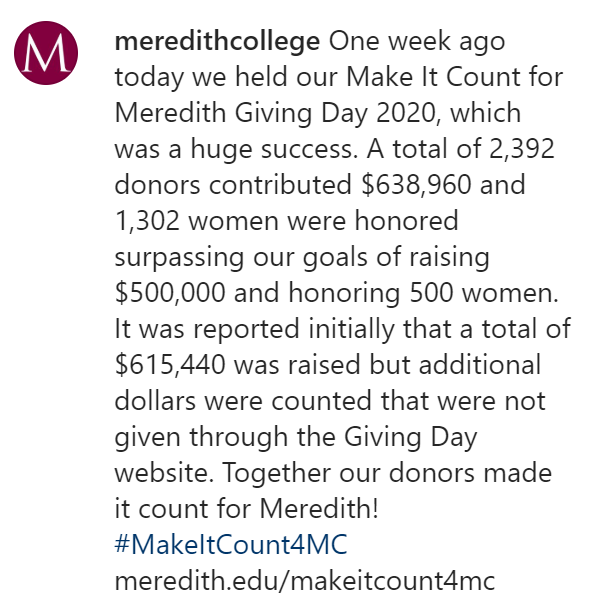 M
meredithcollege One week ago
today we held our Make It Count for
Meredith Giving Day 2020, which
was a huge success. A total of 2,392
donors contributed $638,960 and
1,302 women were honored
surpassing our goals of raising
$500,000 and honoring 500 women.
It was reported initially that a total of
$615,440 was raised but additional
dollars were counted that were not
given through the Giving Day
website. Together our donors made
it count for Meredith!
#MakeItCount4MC
meredith.edu/makeitcount4mc